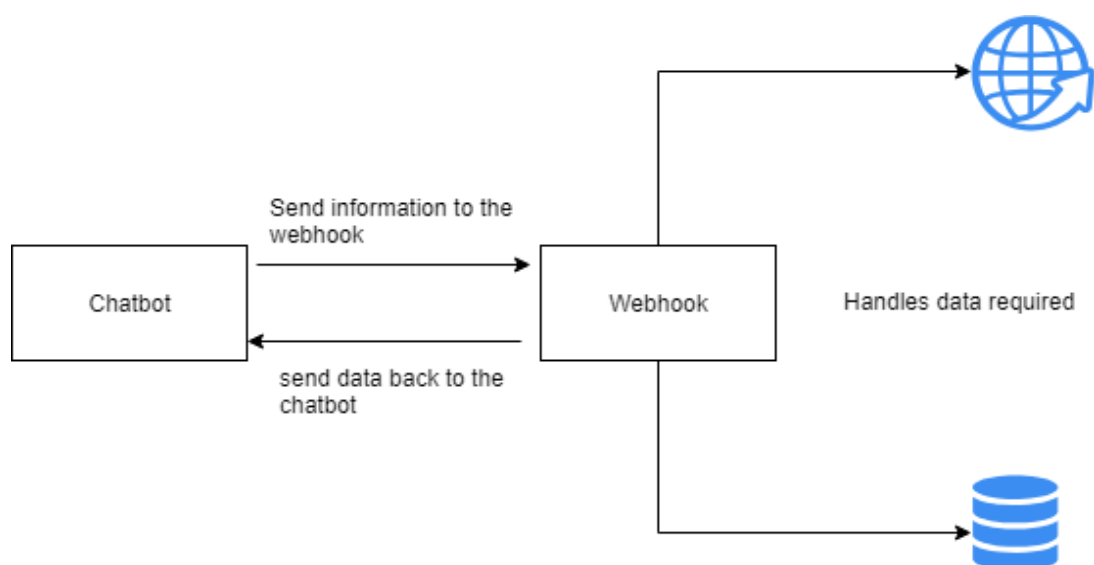 Send information to the
webhook
Chatbot
Webhook
Handles data required
send data back to the
chatbot